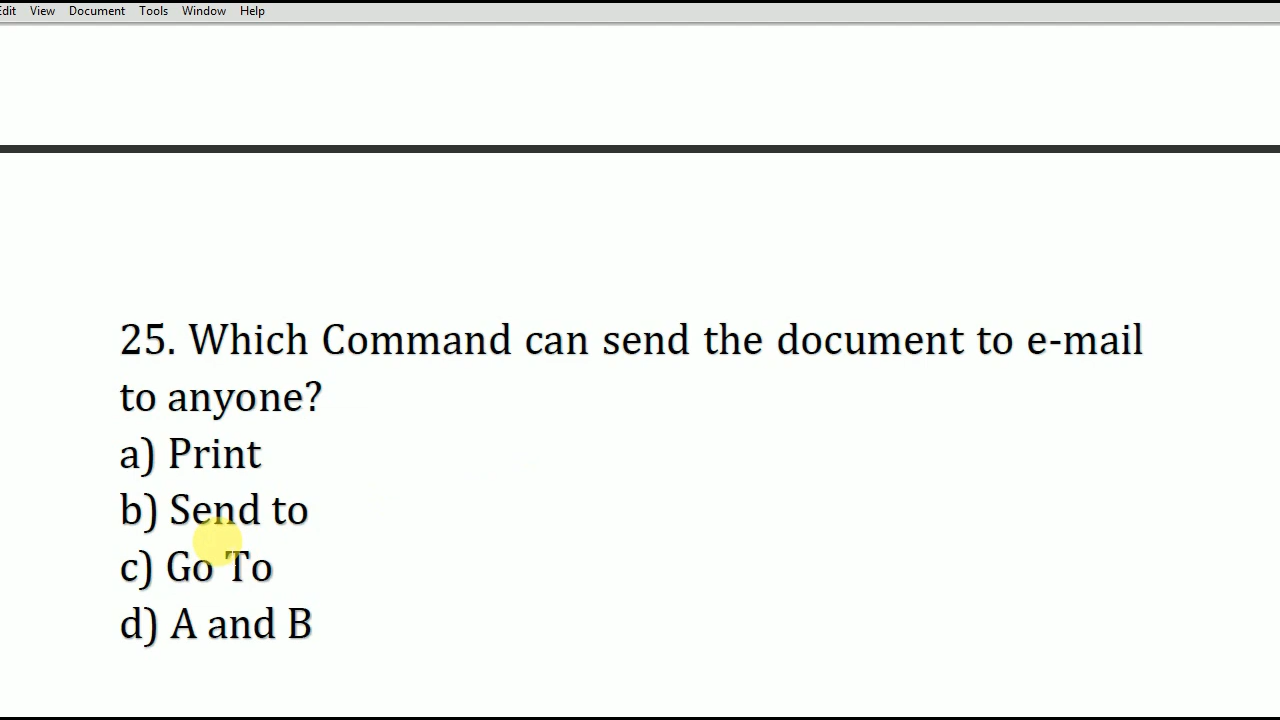 Edit View Document Tools Window Help
25. Which Command can send the document to e-mail
to anyone?
a) Print
b) Send to
c) Go To
d) A and B